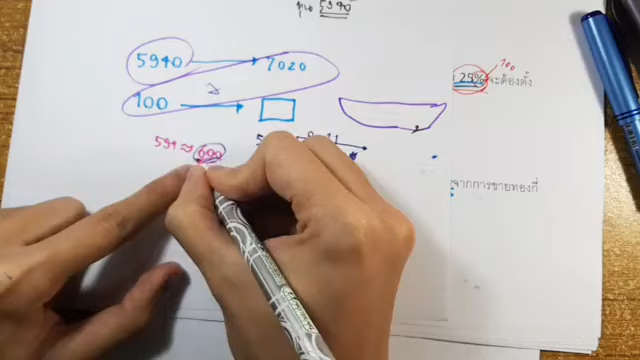 ทุน 5940
5940 → 7020
100 →
25% จะต้องตั้ง
100
594 ≈ 600
จากการขายทองกี่